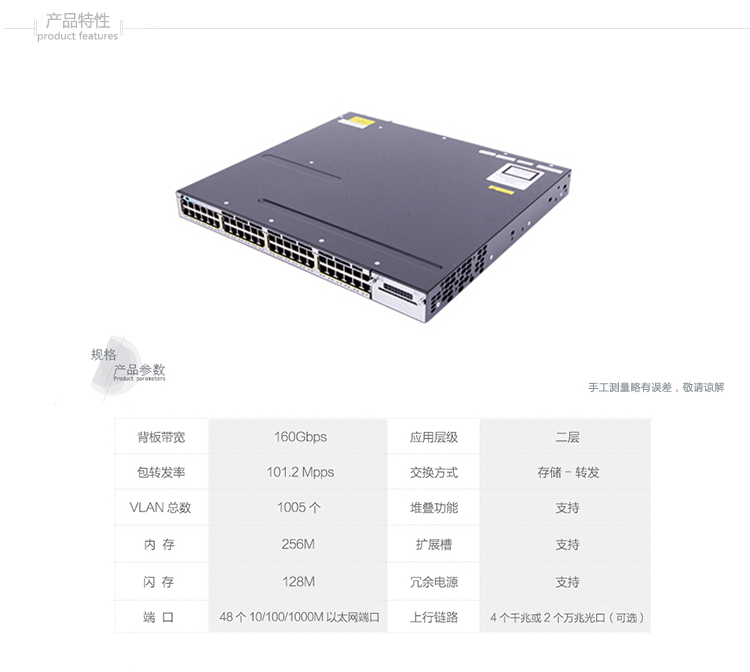 产品特性
product features
规格
产品参数
Product parameters
手工测量略有误差，敬请谅解
背板带宽 160Gbps 应用层级 二层
包转发率 101.2 Mpps 交换方式 存储 - 转发
VLAN 总数 1005 个 堆叠功能 支持
内 存 256M 扩展槽 支持
闪 存 128M 冗余电源 支持
端 口 48 个 10/100/1000M 以太网端口 上行链路 4 个千兆或 2 个万兆光口（可选）